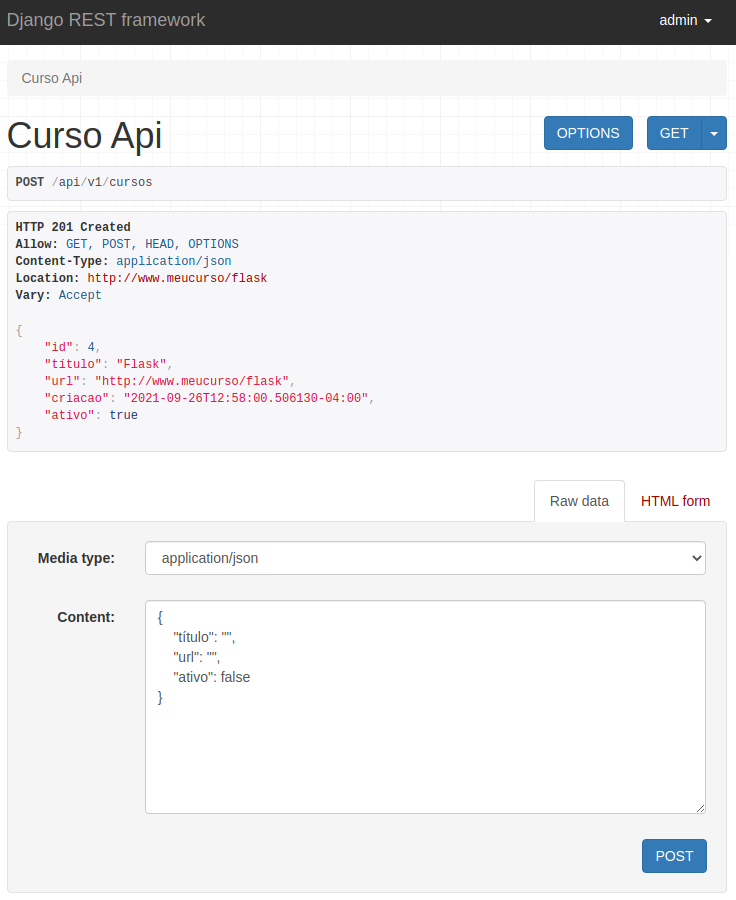 Django REST framework
admin
Curso Api
Curso Api
OPTIONS
GET
POST /api/v1/cursos
HTTP 201 Created
Allow: GET, POST, HEAD, OPTIONS
Content-Type: application/json
Location: http://www.meucurso/flask
Vary: Accept
{
"id": 4,
"título": "Flask",
"url": "http://www.meucurso/flask",
"criacao": "2021-09-26T12:58:00.506130-04:00",
"ativo": true
}
Raw data
HTML form
Media type:
application/json
Content:
{
"título": "",
"url": "",
"ativo": false
}
POST